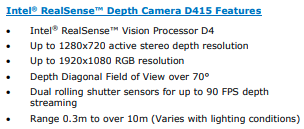 Intel® RealSense™ Depth Camera D415 Features
• Intel® RealSense™ Vision Processor D4
• Up to 1280x720 active stereo depth resolution
• Up to 1920x1080 RGB resolution
• Depth Diagonal Field of View over 70°
• Dual rolling shutter sensors for up to 90 FPS depth
streaming
• Range 0.3m to over 10m (Varies with lighting conditions)